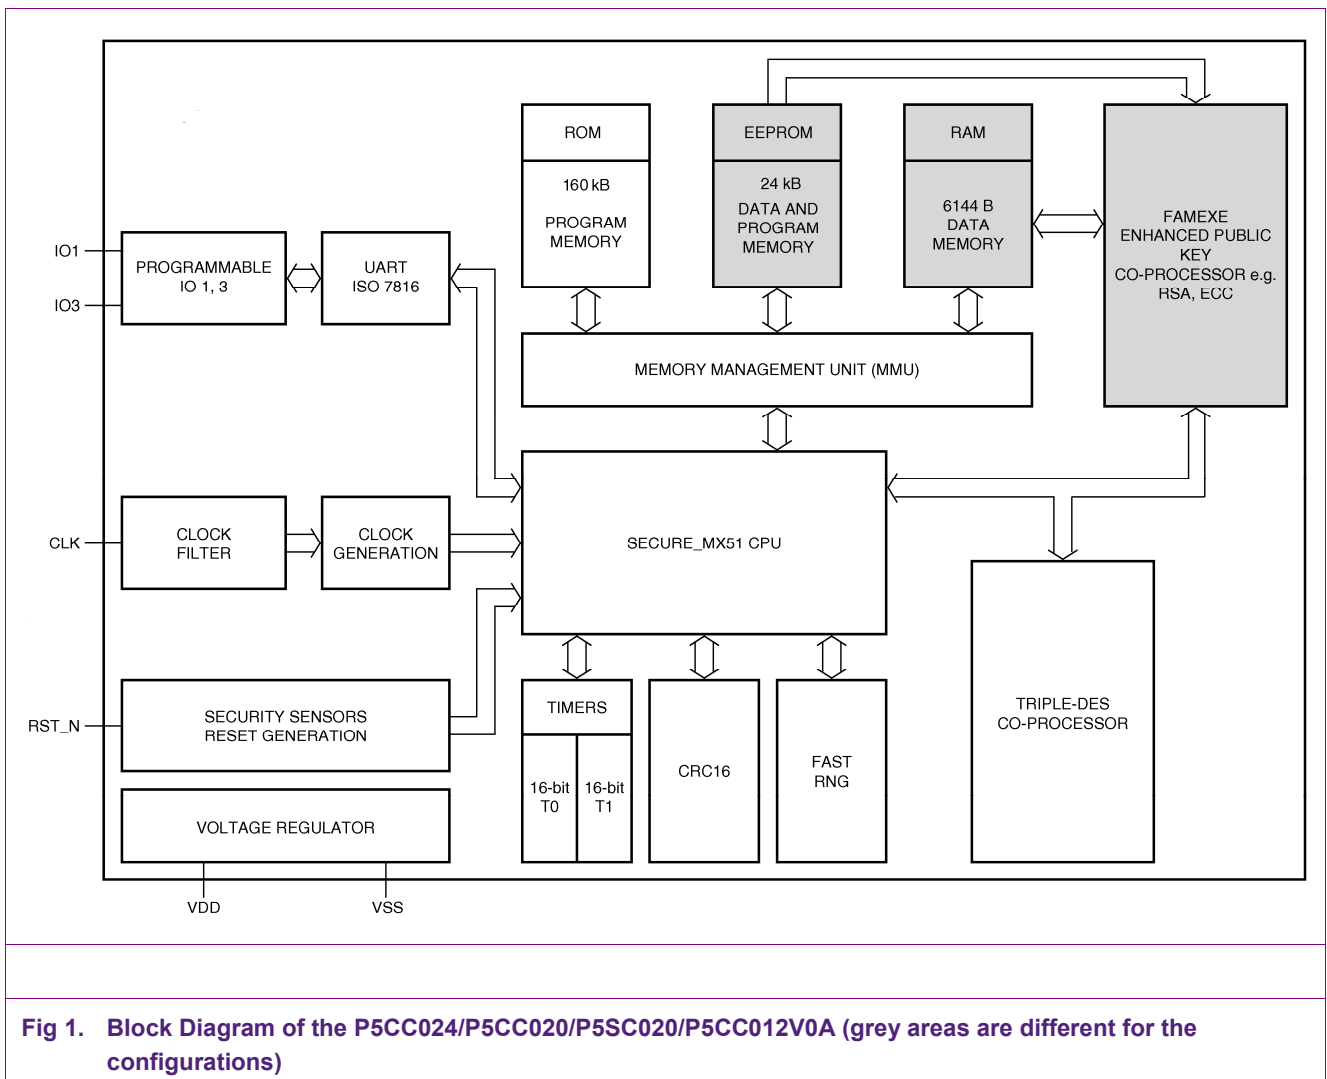 ROM
160 kB
PROGRAM
MEMORY
EEPROM
24 kB
DATA AND
PROGRAM
MEMORY
RAM
6144 B
DATA
MEMORY
FAMEXE
ENHANCED PUBLIC
KEY
CO-PROCESSOR e.g.
RSA, ECC
IO1
IO3
PROGRAMMABLE
IO 1, 3
UART
ISO 7816
MEMORY MANAGEMENT UNIT (MMU)
CLK
CLOCK
FILTER
CLOCK
GENERATION
SECURE_MX51 CPU
RST_N
SECURITY SENSORS
RESET GENERATION
VOLTAGE REGULATOR
VDD
VSS
TIMERS
16-bit
T0
16-bit
T1
CRC16
FAST
RNG
TRIPLE-DES
CO-PROCESSOR
Fig 1. Block Diagram of the P5CC024/P5CC020/P5SC020/P5CC012V0A (grey areas are different for the
configurations)